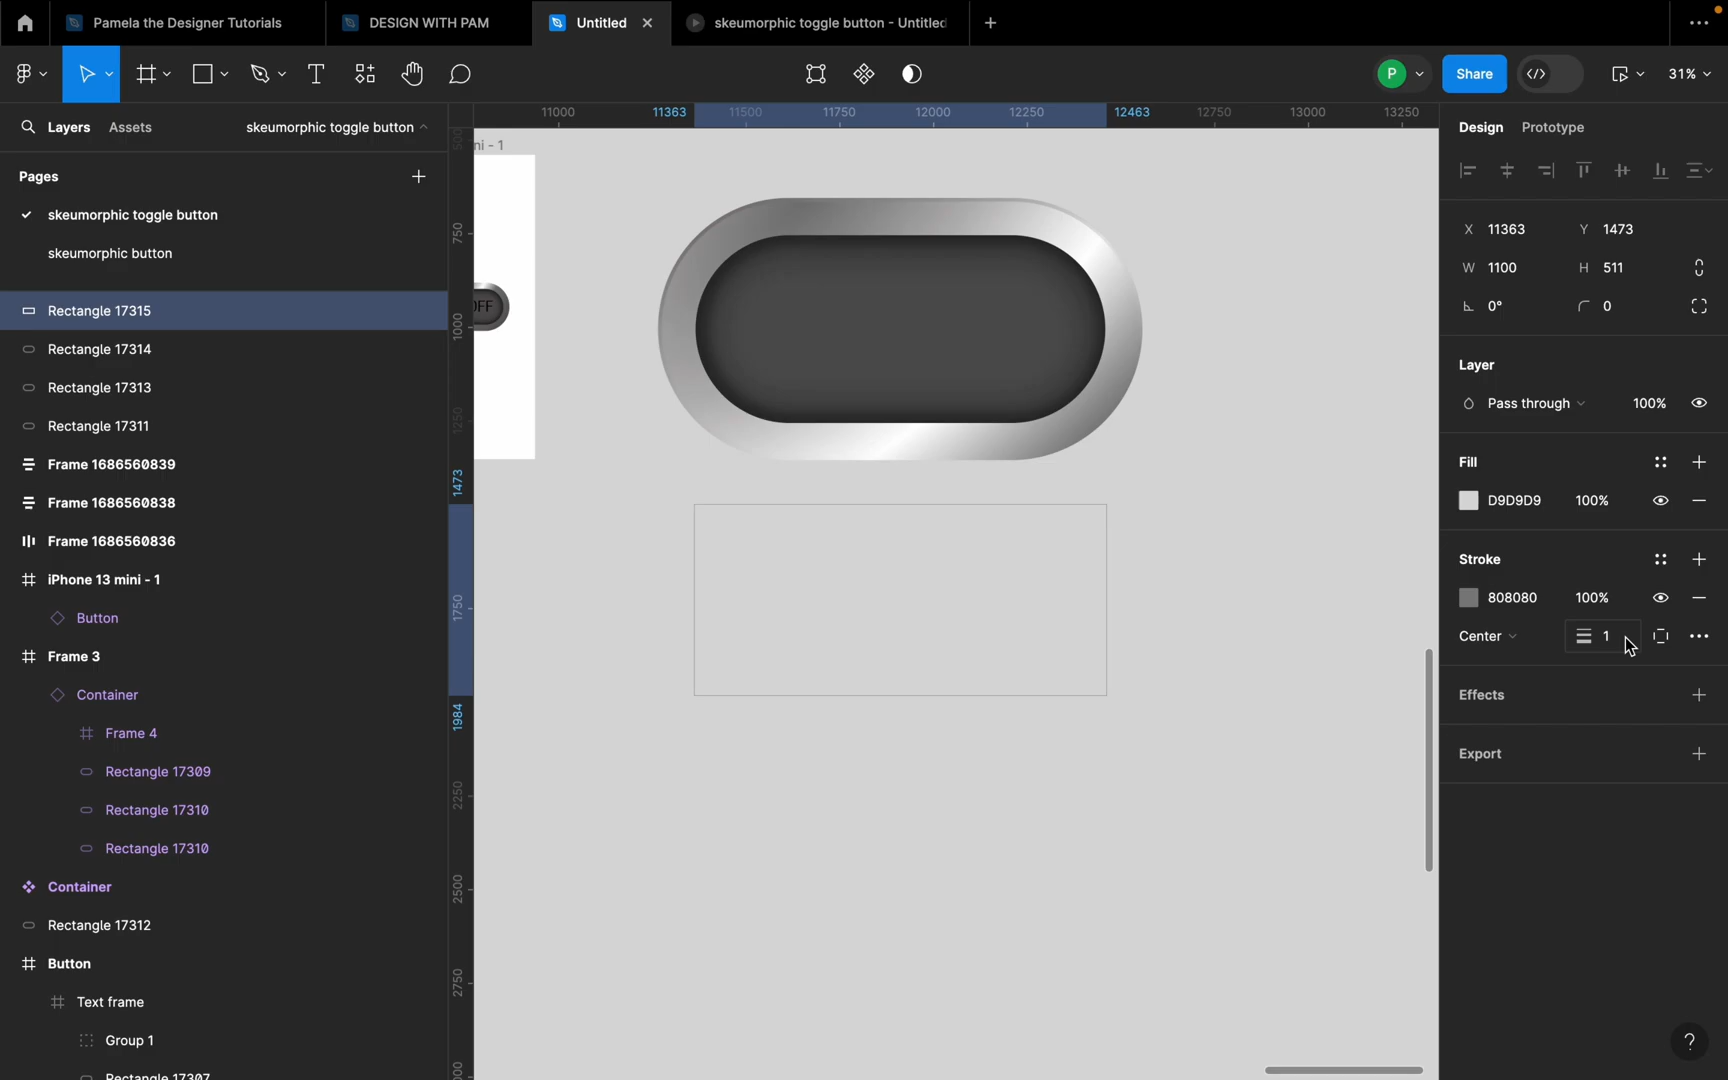 Pamela the Designer Tutorials
DESIGN WITH PAM
Untitled
skeumorphic toggle button - Untitled
P
Share
31%
Layers
Assets
skeumorphic toggle button
Pages
skeumorphic toggle button
skeumorphic button
Rectangle 17315
Rectangle 17314
Rectangle 17313
Rectangle 17311
Frame 1686560839
Frame 1686560838
Frame 1686560836
iPhone 13 mini - 1
Button
Frame 3
Container
Frame 4
Rectangle 17309
Rectangle 17310
Rectangle 17310
Container
Rectangle 17312
Button
Text frame
Group 1
Rectangle 17307
11000
11363
11500
11750
12000
12250
12463
12750
13000
13250
500
750
1000
1250
1473
1750
1984
2250
2500
2750
ni - 1
OFF
Design
Prototype
X 11363
Y 1473
W 1100
H 511
0°
0
Layer
Pass through
100%
Fill
D9D9D9
100%
Stroke
808080
100%
Center
1
Effects
Export
?